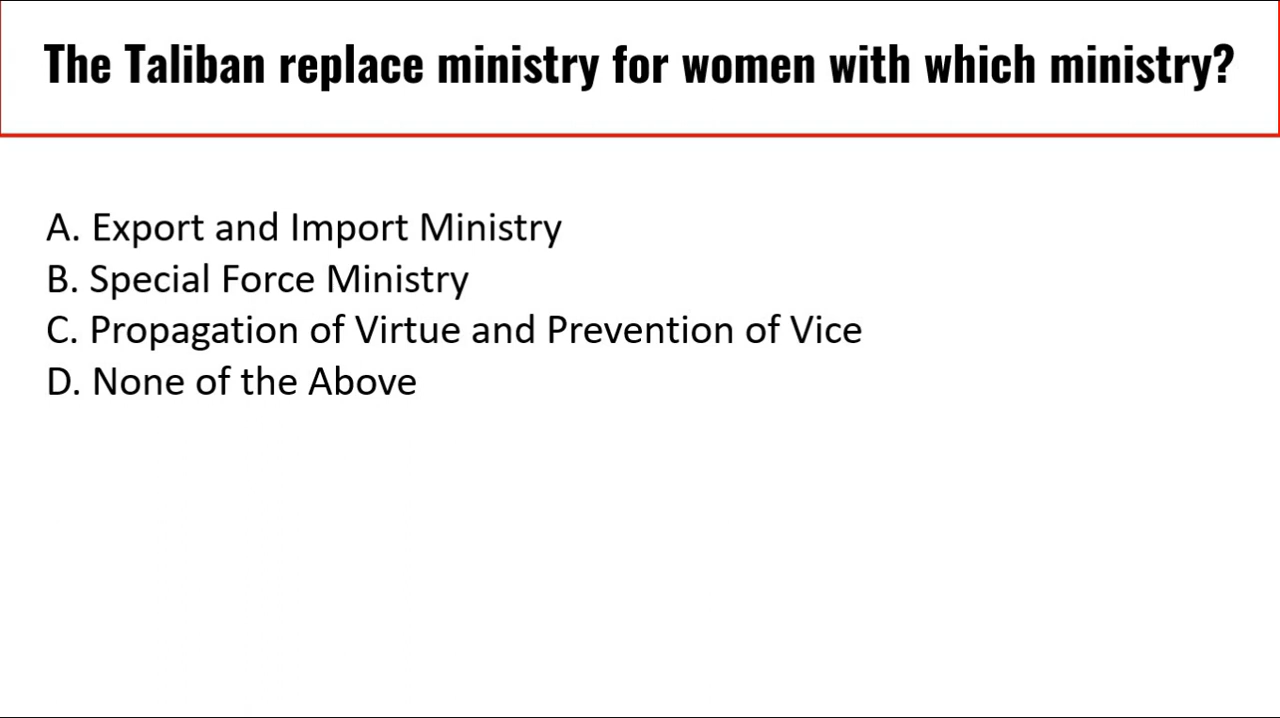 The Taliban replace ministry for women with which ministry?
A. Export and Import Ministry
B. Special Force Ministry
C. Propagation of Virtue and Prevention of Vice
D. None of the Above